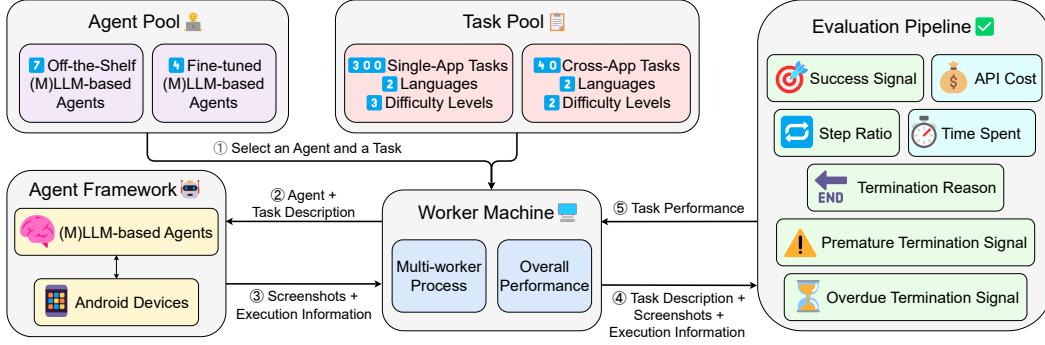 Agent Pool
7 Off-the-Shelf
(M)LLM-based
Agents
4 Fine-tuned
(M)LLM-based
Agents
Task Pool
300 Single-App Tasks
2 Languages
3 Difficulty Levels
40 Cross-App Tasks
2 Languages
2 Difficulty Levels
Evaluation Pipeline
Success Signal
API Cost
Step Ratio
Time Spent
END
Termination Reason
Premature Termination Signal
Overdue Termination Signal
① Select an Agent and a Task
Agent Framework
(M)LLM-based Agents
Android Devices
② Agent +
Task Description
③ Screenshots +
Execution Information
Worker Machine
Multi-worker
Process
Overall
Performance
⑤ Task Performance
④ Task Description +
Screenshots +
Execution Information